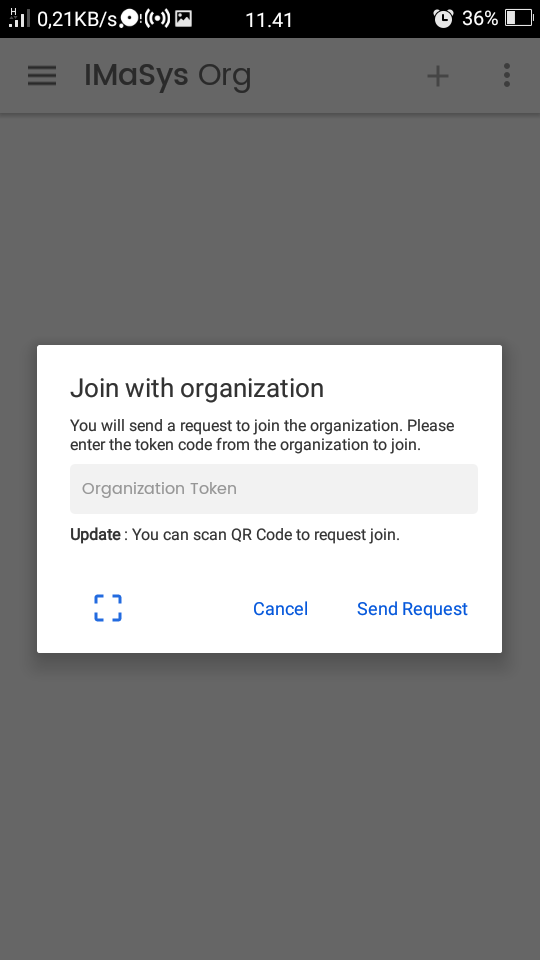 H 0,21KB/s 11.41 36%
IMaSys Org
Join with organization
You will send a request to join the organization. Please
enter the token code from the organization to join.
Organization Token
Update : You can scan QR Code to request join.
Cancel Send Request